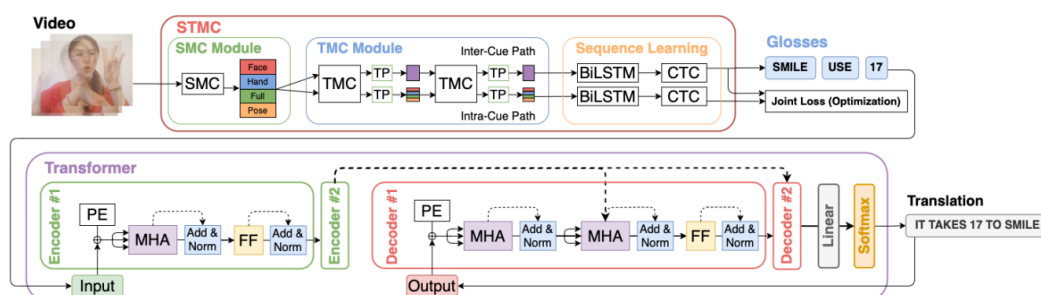 Video
STMC
SMC Module
SMC
Face
Hand
Full
Pose
TMC Module
Inter-Cue Path
TMC
TP
TMC
TP
TP
TP
Intra-Cue Path
Sequence Learning
BiLSTM
CTC
BiLSTM
CTC
Glosses
SMILE
USE
17
Joint Loss (Optimization)
Transformer
Encoder #1
PE
MHA
Add & Norm
FF
Add & Norm
Encoder #2
Input
Decoder #1
PE
MHA
Add & Norm
MHA
Add & Norm
FF
Add & Norm
Decoder #2
Output
Linear
Softmax
Translation
IT TAKES 17 TO SMILE